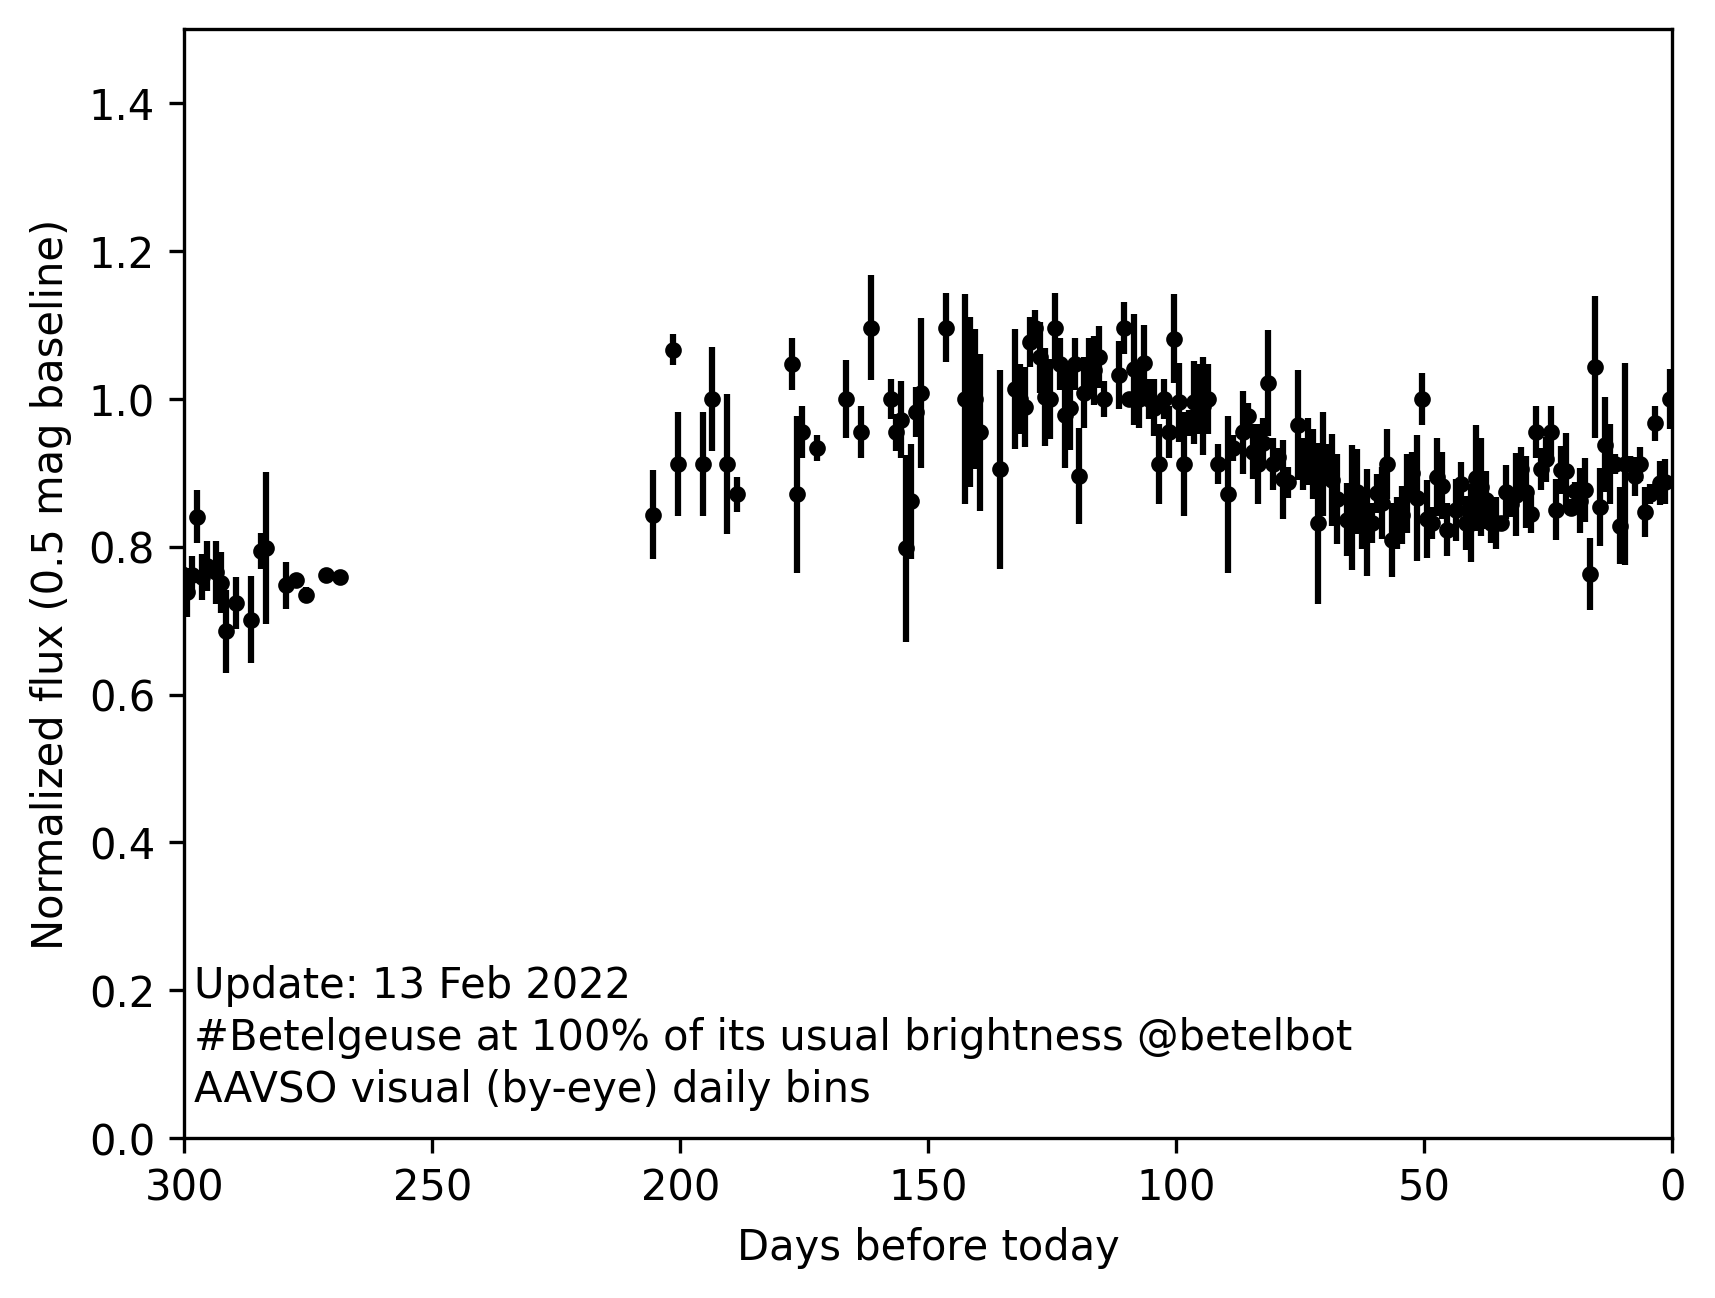 1.4
1.2
1.0
0.8
0.6
0.4
0.2
0.0
Normalized flux (0.5 mag baseline)
Update: 13 Feb 2022
#Betelgeuse at 100% of its usual brightness @betelbot
AAVSO visual (by-eye) daily bins
300 250 200 150 100 50 0
Days before today